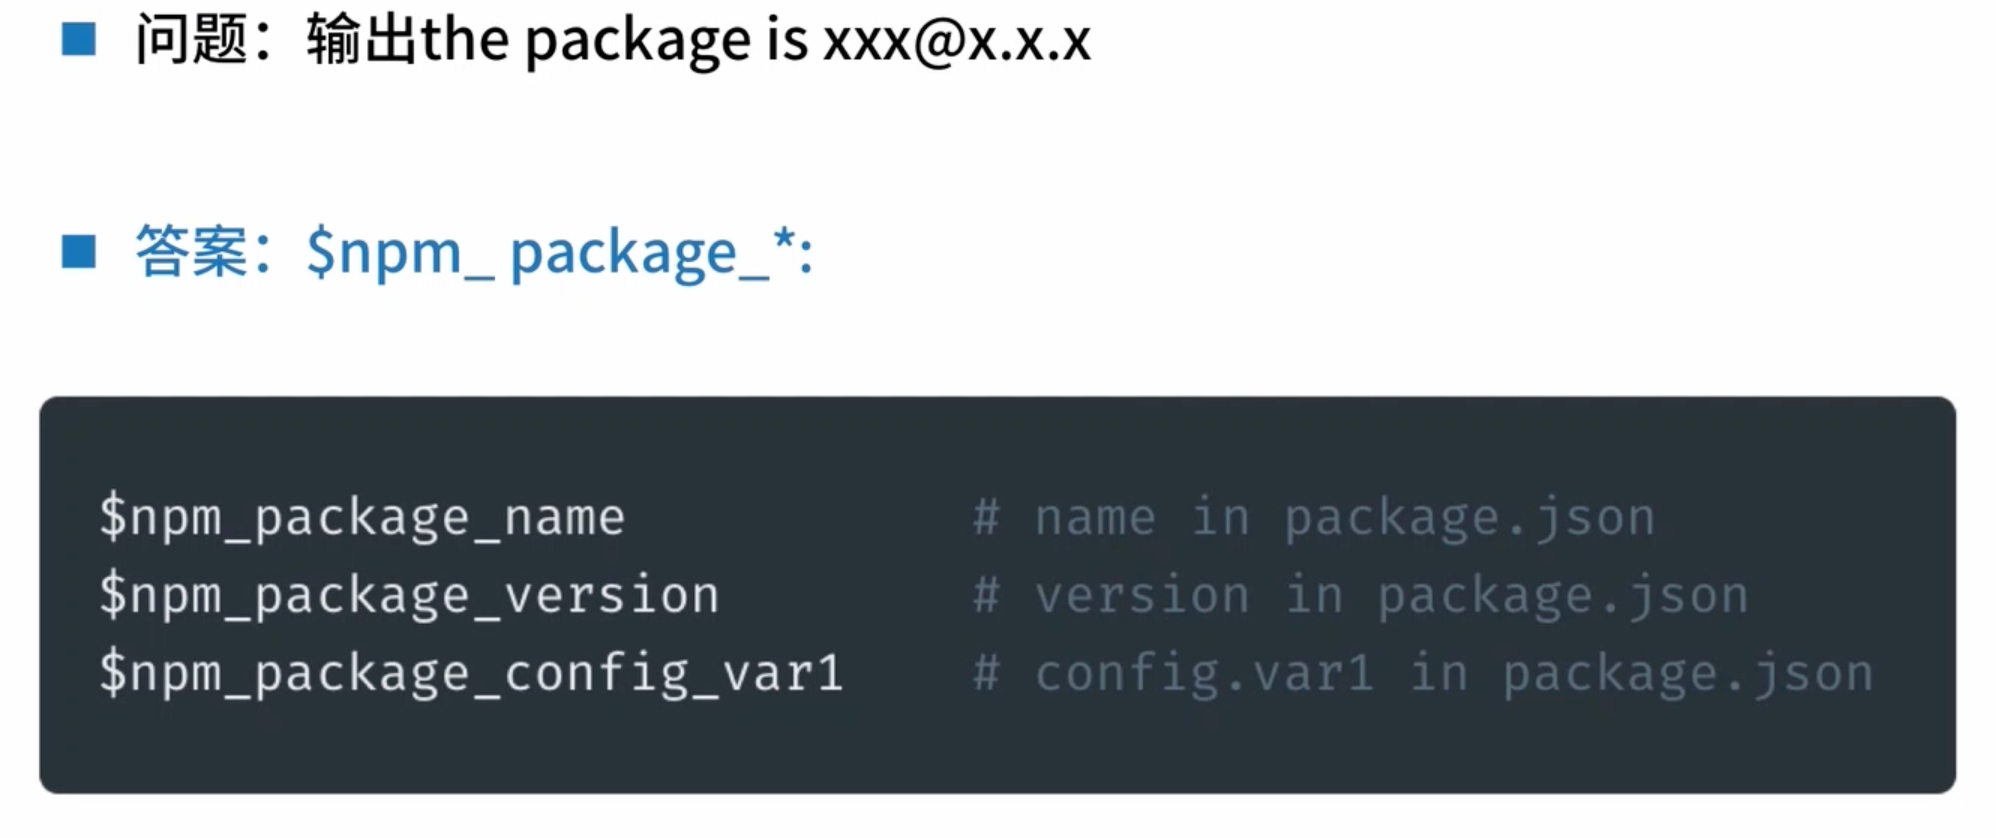 问题：输出the package is xxx@x.x.x
答案：$npm_ package_*:
$npm_package_name # name in package.json
$npm_package_version # version in package.json
$npm_package_config_var1 # config.var1 in package.json